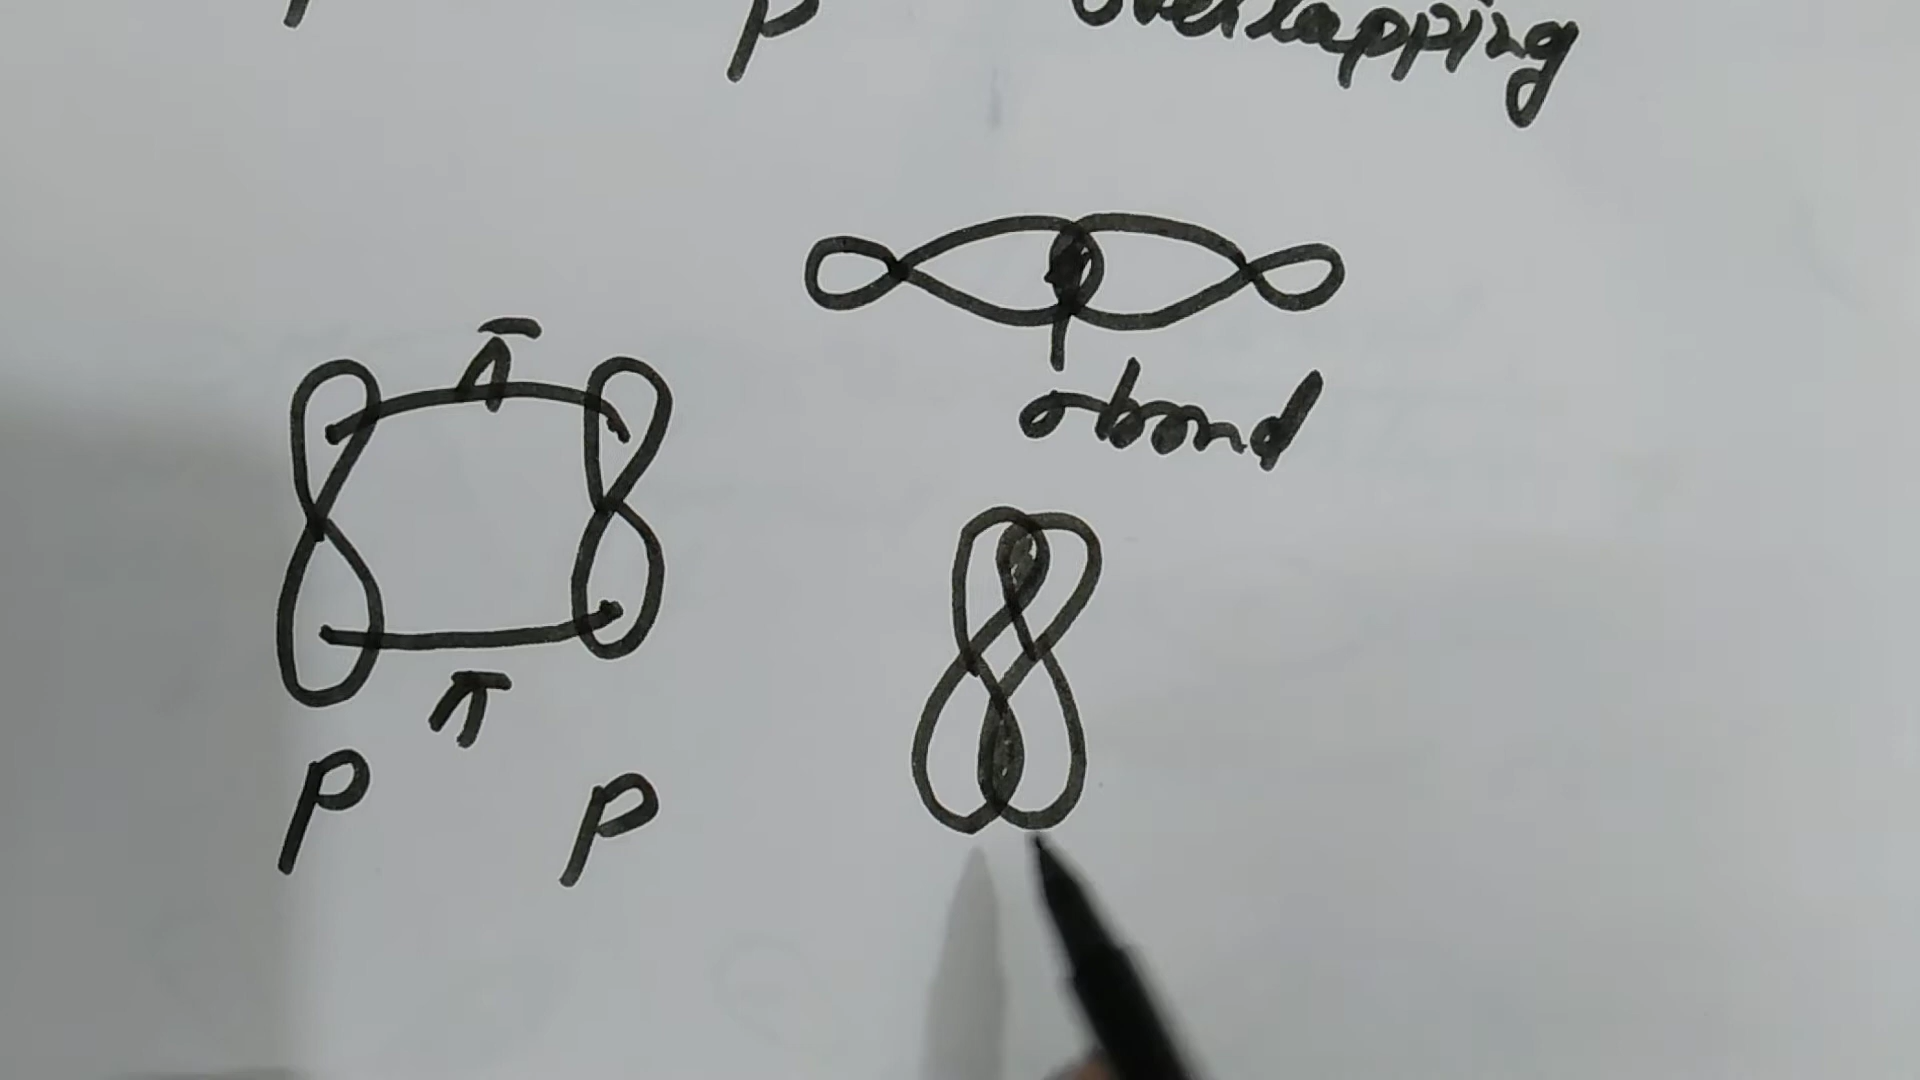 P overlapping
π
σ bond
π
P P